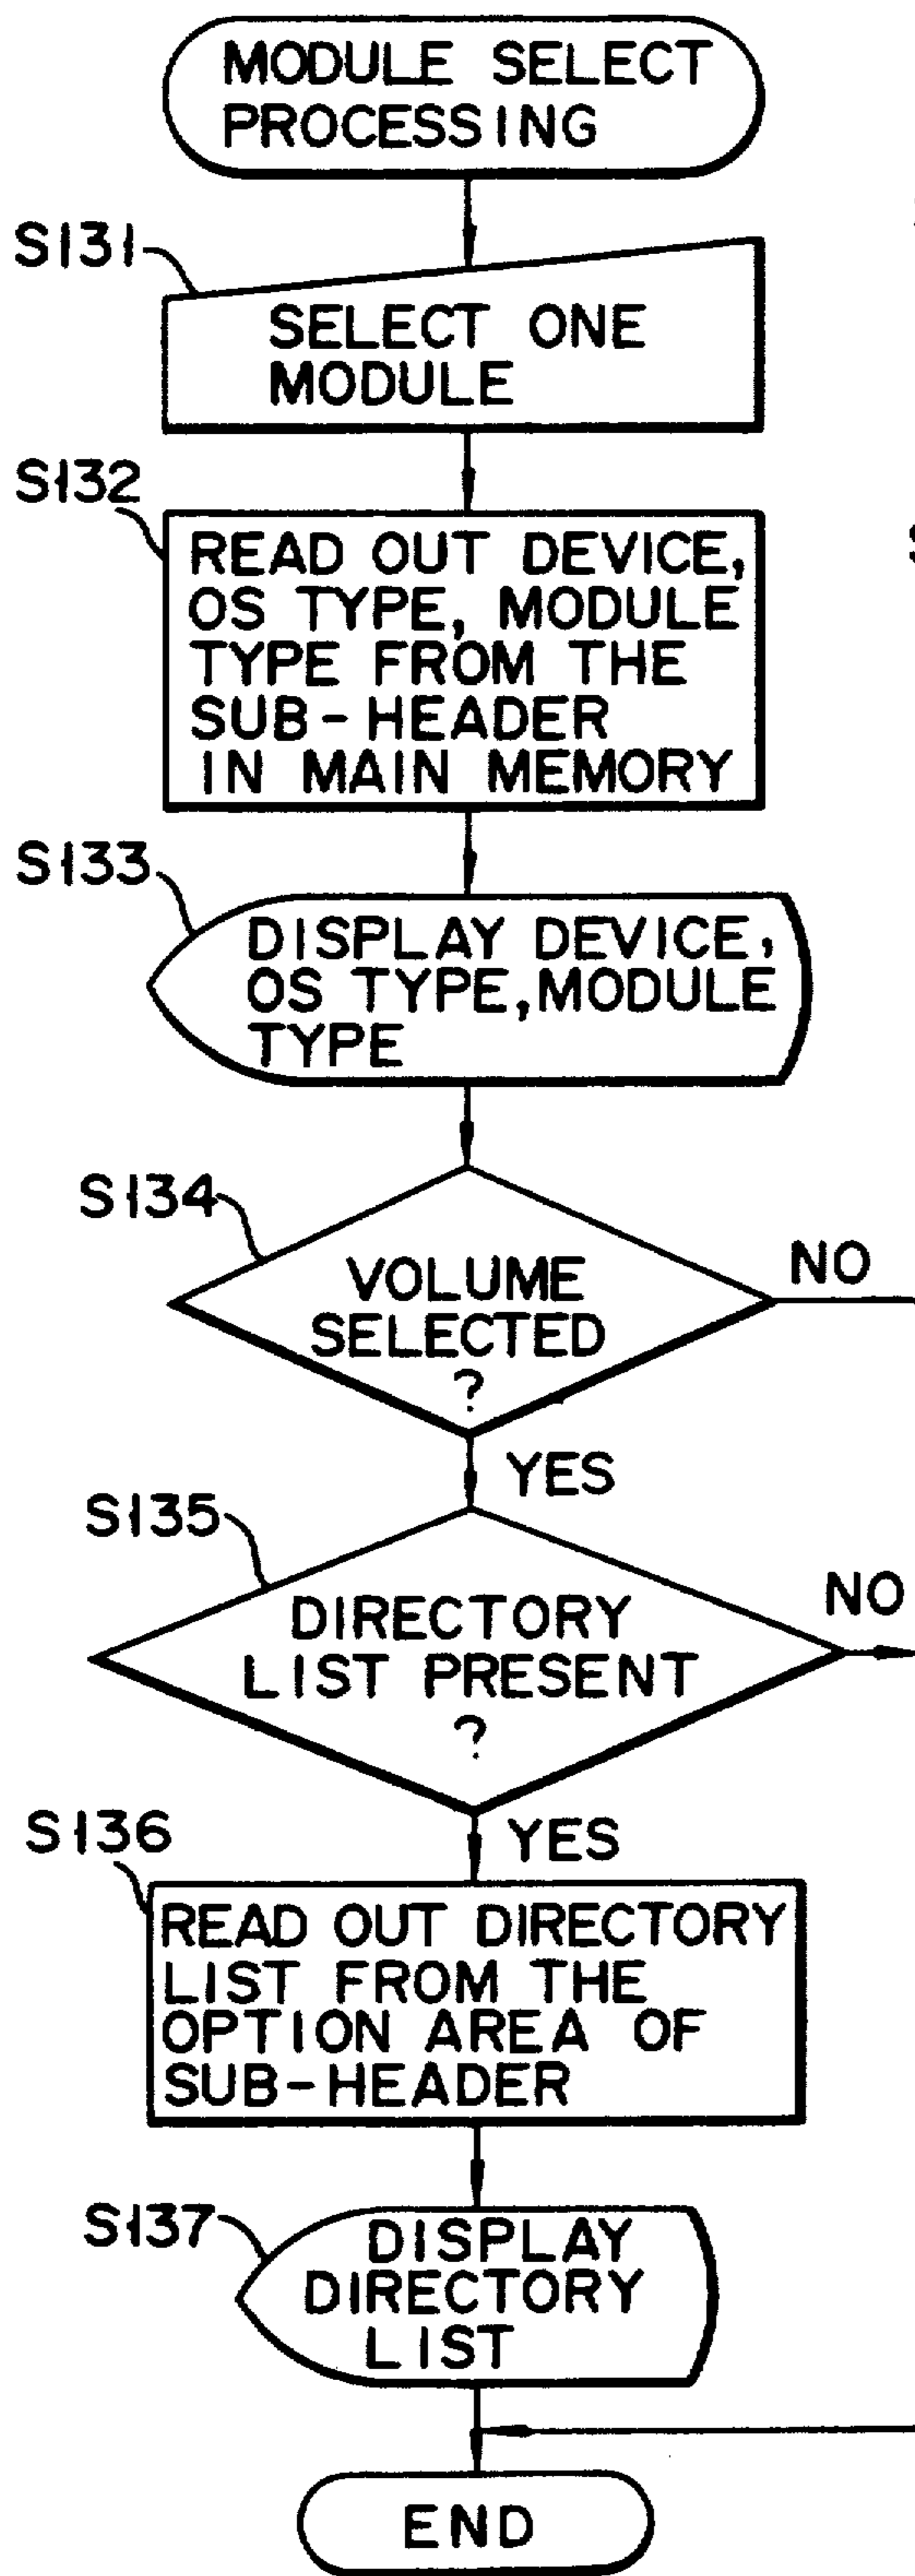 MODULE SELECT
PROCESSING
S131
SELECT ONE
MODULE
S132
READ OUT DEVICE,
OS TYPE, MODULE
TYPE FROM THE
SUB-HEADER
IN MAIN MEMORY
S133
DISPLAY DEVICE,
OS TYPE, MODULE
TYPE
S134
VOLUME
SELECTED
?
NO
YES
S135
DIRECTORY
LIST PRESENT
?
NO
YES
S136
READ OUT DIRECTORY
LIST FROM THE
OPTION AREA OF
SUB-HEADER
S137
DISPLAY
DIRECTORY
LIST
END